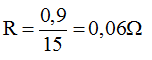 R = 0,9/15 = 0,06Ω